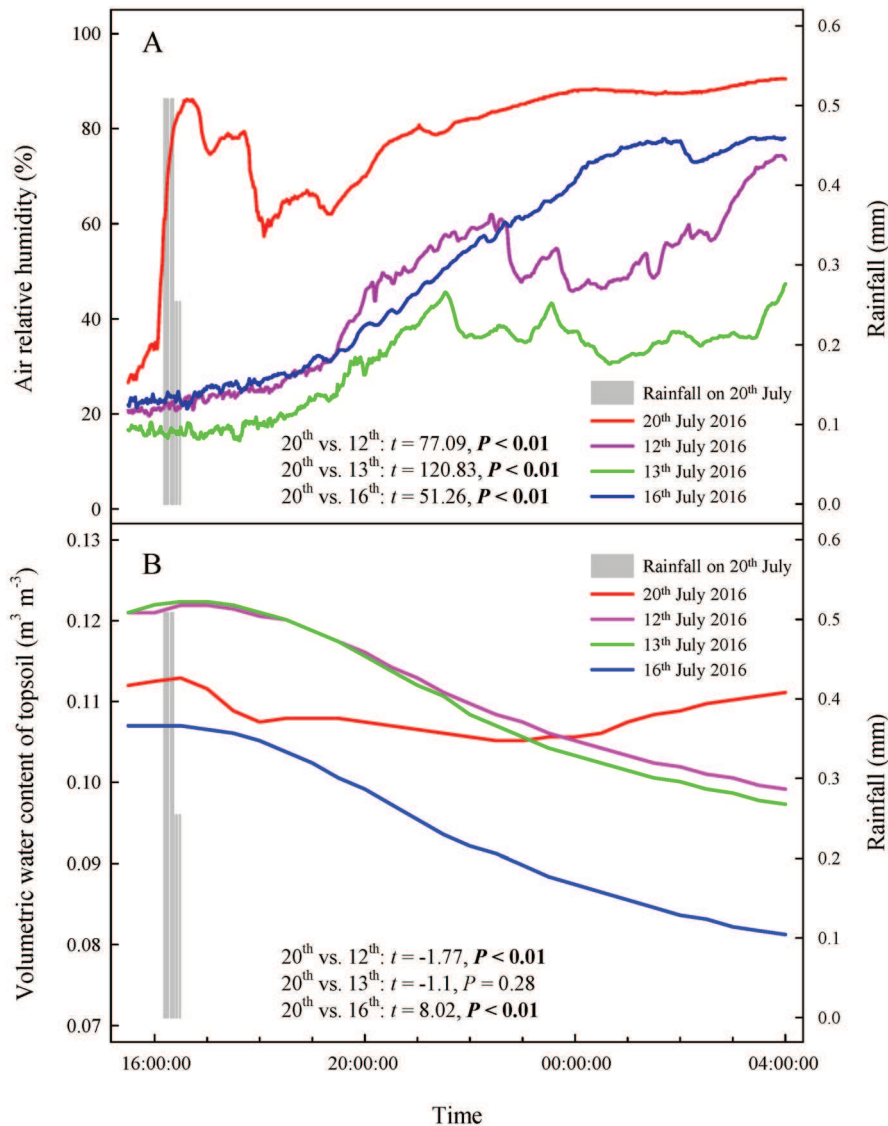 A
100
80
60
40
20
0
Air relative humidity (%)
0.6
0.5
0.4
0.3
0.2
0.1
0.0
Rainfall (mm)
Rainfall on 20th July
20th July 2016
12th July 2016
13th July 2016
16th July 2016
20th vs. 12th: t = 77.09, P < 0.01
20th vs. 13th: t = 120.83, P < 0.01
20th vs. 16th: t = 51.26, P < 0.01
B
0.13
0.12
0.11
0.10
0.09
0.08
0.07
Volumetric water content of topsoil (m3 m-3)
0.6
0.5
0.4
0.3
0.2
0.1
0.0
Rainfall (mm)
Rainfall on 20th July
20th July 2016
12th July 2016
13th July 2016
16th July 2016
20th vs. 12th: t = -1.77, P < 0.01
20th vs. 13th: t = -1.1, P = 0.28
20th vs. 16th: t = 8.02, P < 0.01
16:00:00
20:00:00
00:00:00
04:00:00
Time